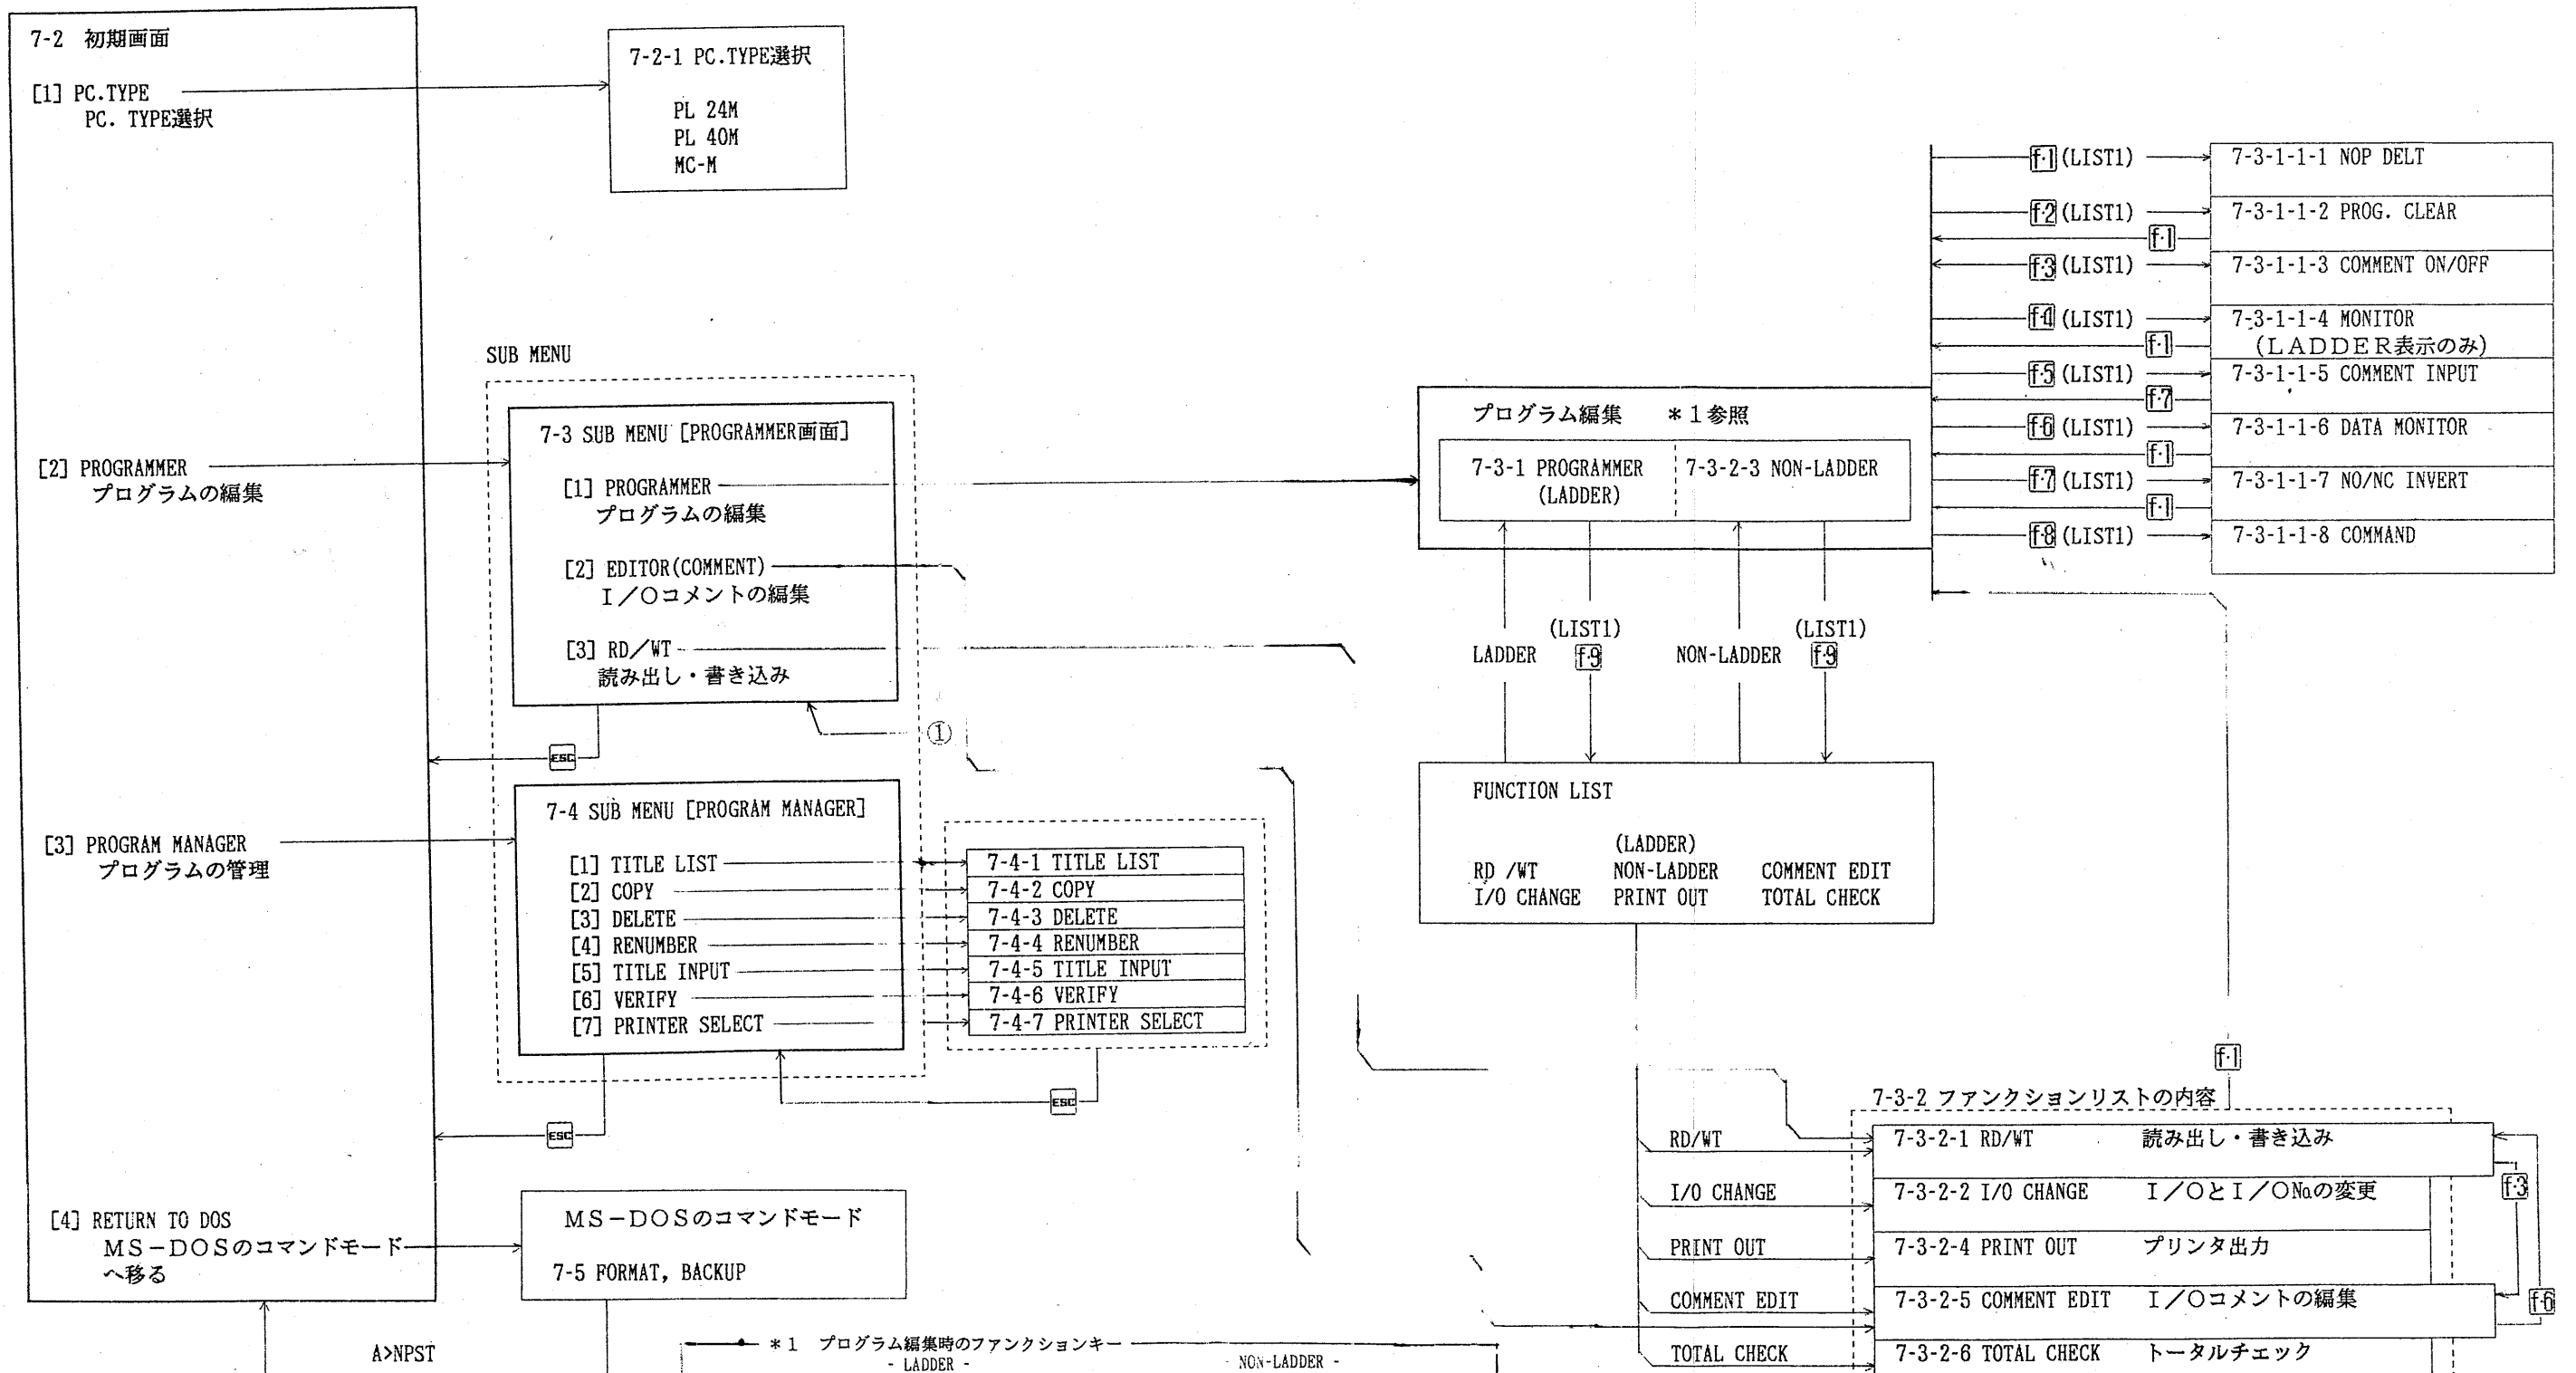 7-2 初期画面
[1] PC.TYPE
PC. TYPE選択
[2] PROGRAMMER
プログラムの編集
[3] PROGRAM MANAGER
プログラムの管理
[4] RETURN TO DOS
MS-DOSのコマンドモード
へ移る
A>NPST
7-2-1 PC.TYPE選択
PL 24M
PL 40M
MC-M
SUB MENU
7-3 SUB MENU [PROGRAMMER画面]
[1] PROGRAMMER
プログラムの編集
[2] EDITOR(COMMENT)
I/Oコメントの編集
[3] RD/WT
読み出し・書き込み
①
ESC
7-4 SUB MENU [PROGRAM MANAGER]
[1] TITLE LIST
[2] COPY
[3] DELETE
[4] RENUMBER
[5] TITLE INPUT
[6] VERIFY
[7] PRINTER SELECT
7-4-1 TITLE LIST
7-4-2 COPY
7-4-3 DELETE
7-4-4 RENUMBER
7-4-5 TITLE INPUT
7-4-6 VERIFY
7-4-7 PRINTER SELECT
ESC
ESC
MS-DOSのコマンドモード
7-5 FORMAT, BACKUP
*1 プログラム編集時のファンクションキー
- LADDER -
- NON-LADDER -
プログラム編集 *1参照
7-3-1 PROGRAMMER
(LADDER)
7-3-2-3 NON-LADDER
LADDER
(LIST1)
f・9
NON-LADDER
(LIST1)
f・9
FUNCTION LIST
(LADDER)
RD /WT NON-LADDER COMMENT EDIT
I/O CHANGE PRINT OUT TOTAL CHECK
f・1 (LIST1) 7-3-1-1-1 NOP DELT
f・2 (LIST1) 7-3-1-1-2 PROG. CLEAR
f・1
f・3 (LIST1) 7-3-1-1-3 COMMENT ON/OFF
f・4 (LIST1) 7-3-1-1-4 MONITOR
f・1 (LADDER表示のみ)
f・5 (LIST1) 7-3-1-1-5 COMMENT INPUT
f・7
f・6 (LIST1) 7-3-1-1-6 DATA MONITOR
f・1
f・7 (LIST1) 7-3-1-1-7 NO/NC INVERT
f・1
f・8 (LIST1) 7-3-1-1-8 COMMAND
f・1
7-3-2 ファンクションリストの内容
RD/WT 7-3-2-1 RD/WT 読み出し・書き込み
f・3
I/O CHANGE 7-3-2-2 I/O CHANGE I/OとI/O№の変更
PRINT OUT 7-3-2-4 PRINT OUT プリンタ出力
COMMENT EDIT 7-3-2-5 COMMENT EDIT I/Oコメントの編集
f・6
TOTAL CHECK 7-3-2-6 TOTAL CHECK トータルチェック